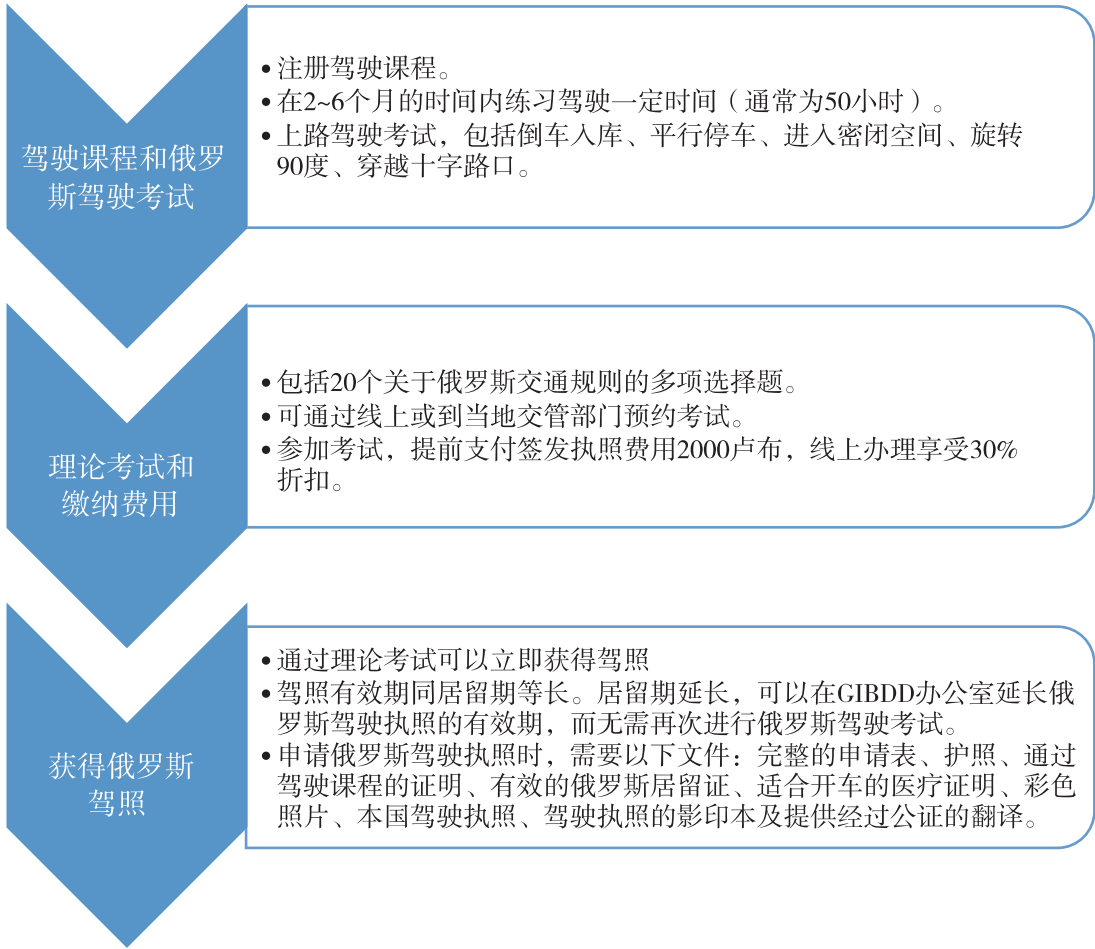 驾驶课程和俄罗
斯驾驶考试
•注册驾驶课程。
•在2~6个月的时间内练习驾驶一定时间（通常为50小时）。
•上路驾驶考试，包括倒车入库、平行停车、进入密闭空间、旋转
90度、穿越十字路口。
理论考试和
缴纳费用
•包括20个关于俄罗斯交通规则的多项选择题。
•可通过线上或到当地交管部门预约考试。
•参加考试，提前支付签发执照费用2000卢布，线上办理享受30%
折扣。
获得俄罗斯
驾照
•通过理论考试可以立即获得驾照
•驾照有效期同居留期等长。居留期延长，可以在GIBDD办公室延长俄
罗斯驾驶执照的有效期，而无需再次进行俄罗斯驾驶考试。
•申请俄罗斯驾驶执照时，需要以下文件：完整的申请表、护照、通过
驾驶课程的证明、有效的俄罗斯居留证、适合开车的医疗证明、彩色
照片、本国驾驶执照、驾驶执照的影印本及提供经过公证的翻译。